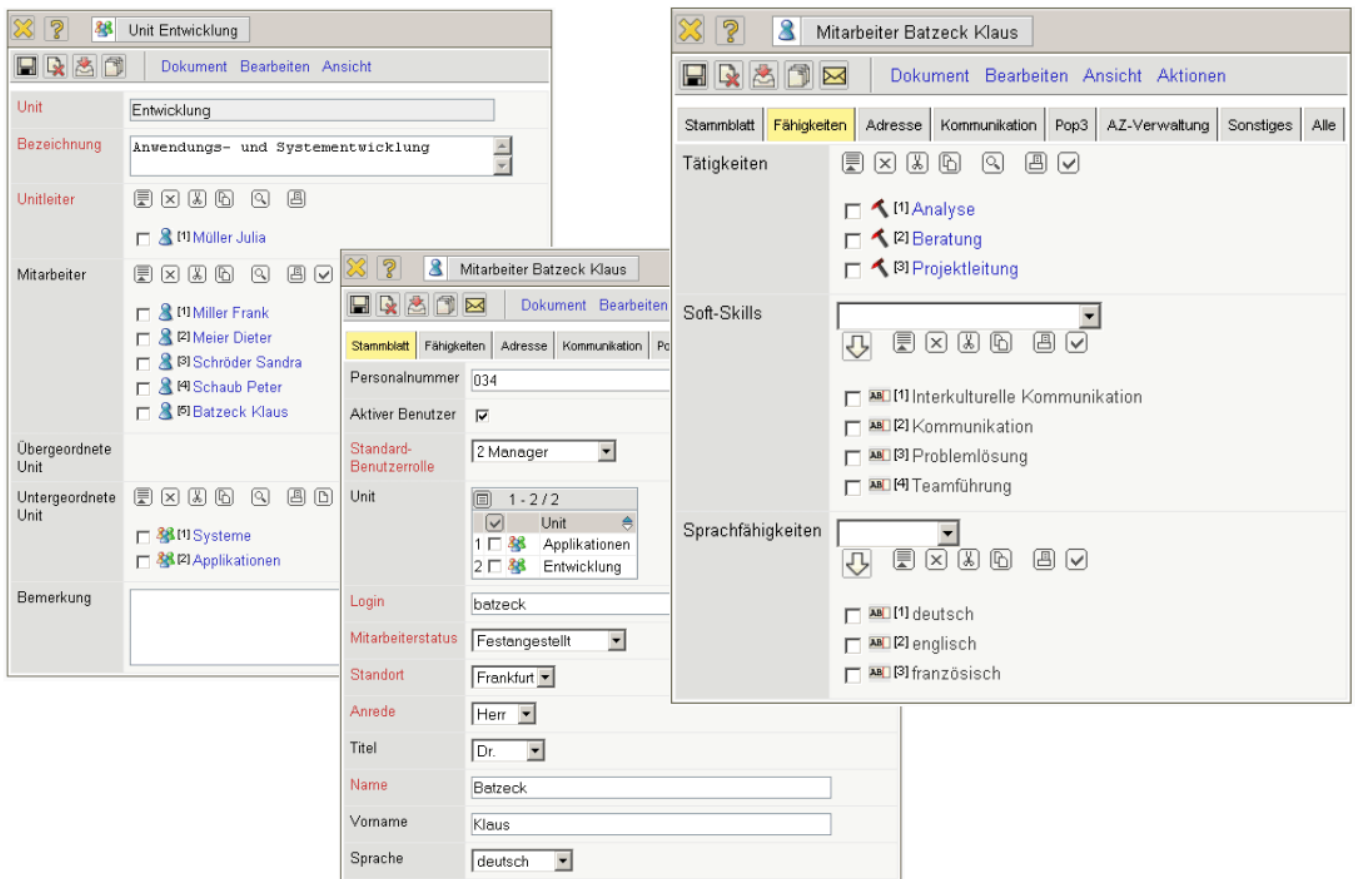 Unit Entwicklung
Dokument Bearbeiten Ansicht
Unit Entwicklung
Bezeichnung Anwendungs- und Systementwicklung
Unitleiter
[1] Müller Julia
Mitarbeiter
[1] Miller Frank
[2] Meier Dieter
[3] Schröder Sandra
[4] Schaub Peter
[5] Batzeck Klaus
Übergeordnete
Unit
Untergeordnete
Unit
[1] Systeme
[2] Applikationen
Bemerkung
Mitarbeiter Batzeck Klaus
Dokument Bearbeiten
Stammblatt Fähigkeiten Adresse Kommunikation Po
Personalnummer 034
Aktiver Benutzer
Standard-
Benutzerrolle
2 Manager
Unit
1 - 2 / 2
Unit
1 Applikationen
2 Entwicklung
Login batzeck
Mitarbeiterstatus Festangestellt
Standort Frankfurt
Anrede Herr
Titel Dr.
Name Batzeck
Vorname Klaus
Sprache deutsch
Mitarbeiter Batzeck Klaus
Dokument Bearbeiten Ansicht Aktionen
Stammblatt Fähigkeiten Adresse Kommunikation Pop3 AZ-Verwaltung Sonstiges Alle
Tätigkeiten
[1] Analyse
[2] Beratung
[3] Projektleitung
Soft-Skills
[1] Interkulturelle Kommunikation
[2] Kommunikation
[3] Problemlösung
[4] Teamführung
Sprachfähigkeiten
[1] deutsch
[2] englisch
[3] französisch